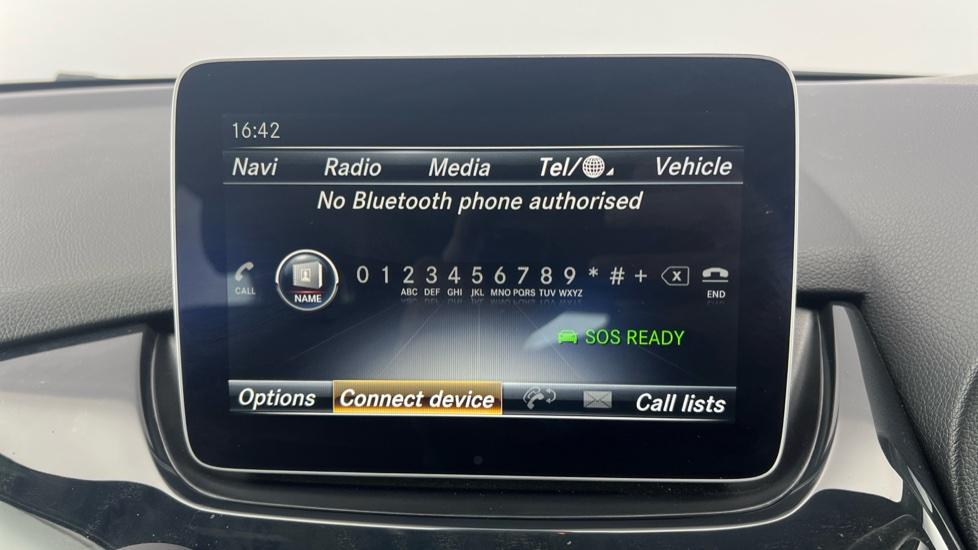 16:42
Navi Radio Media Tel/ Vehicle
No Bluetooth phone authorised
0 1 2 3 4 5 6 7 8 9 * # +
CALL NAME ABC DEF GHI JKL MNO PQRS TUV WXYZ END
SOS READY
Options Connect device Call lists